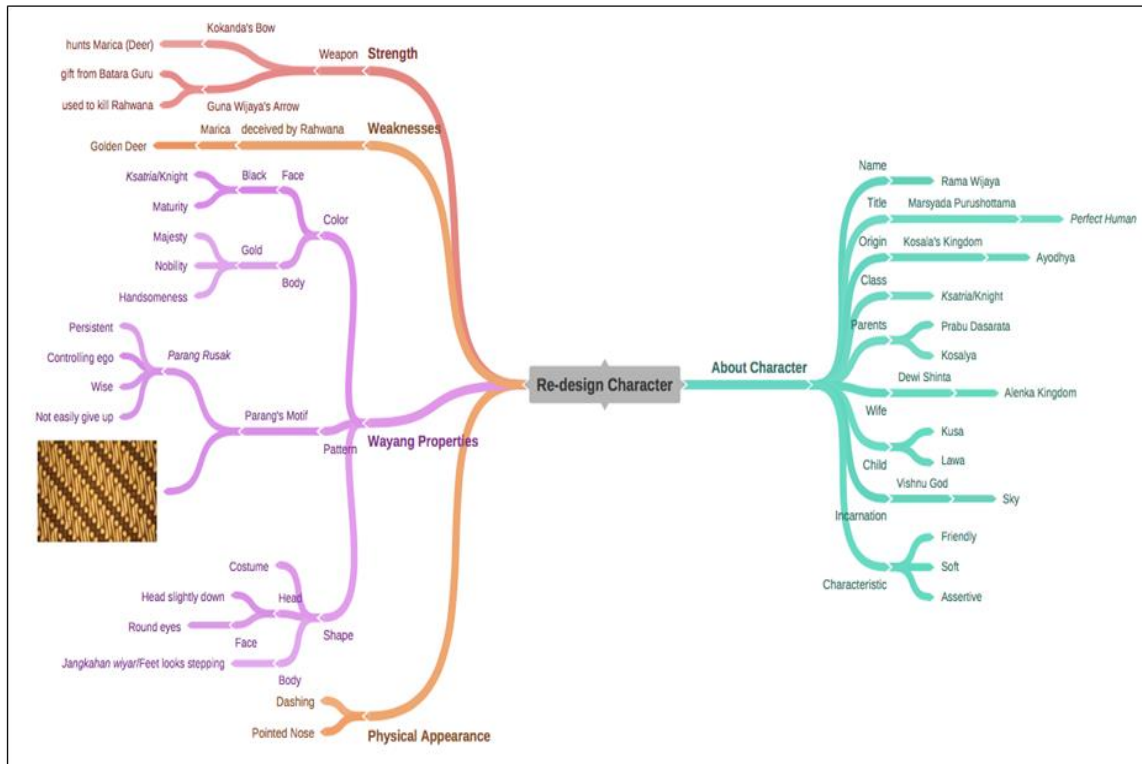 Re-design Character
Strength
Weapon
Kokanda's Bow
hunts Marica (Deer)
Guna Wijaya's Arrow
gift from Batara Guru
used to kill Rahwana
Weaknesses
deceived by Rahwana
Marica
Golden Deer
Wayang Properties
Color
Face
Black
Ksatria/Knight
Maturity
Body
Gold
Majesty
Nobility
Handsomeness
Pattern
Parang's Motif
Parang Rusak
Persistent
Controlling ego
Wise
Not easily give up
Shape
Costume
Head
Head slightly down
Face
Round eyes
Body
Jangkahan wiyar/Feet looks stepping
Physical Appearance
Dashing
Pointed Nose
About Character
Name
Rama Wijaya
Title
Marsyada Purushottama
Perfect Human
Origin
Kosala's Kingdom
Ayodhya
Class
Ksatria/Knight
Parents
Prabu Dasarata
Kosalya
Wife
Dewi Shinta
Alenka Kingdom
Child
Kusa
Lawa
Incarnation
Vishnu God
Sky
Characteristic
Friendly
Soft
Assertive